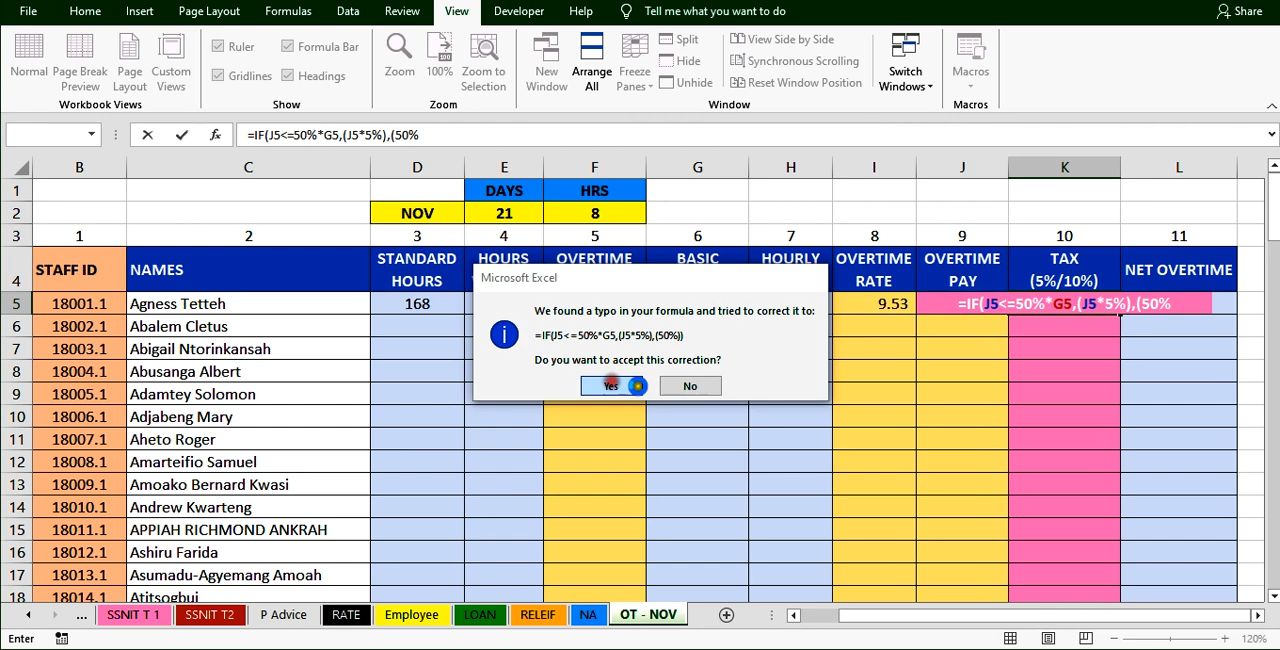 File Home Insert Page Layout Formulas Data Review View Developer Help Tell me what you want to do Share
Normal Page Break Preview Page Layout Custom Views
Ruler Formula Bar
Gridlines Headings
Zoom 100% Zoom to Selection
New Window Arrange All Freeze Panes
Split
Hide
Unhide
View Side by Side
Synchronous Scrolling
Reset Window Position
Switch Windows
Macros
Workbook Views Show Zoom Window Macros
fx =IF(J5<=50%*G5,(J5*5%),(50%
B C D E F G H I J K L
1 DAYS HRS
2 NOV 21 8
3 1 2 3 4 5 6 7 8 9 10 11
4 STAFF ID NAMES STANDARD HOURS HOURS OVERTIME BASIC HOURLY OVERTIME RATE OVERTIME PAY TAX (5%/10%) NET OVERTIME
5 18001.1 Agness Tetteh 168 9.53 =IF(J5<=50%*G5,(J5*5%),(50%
6 18002.1 Abalem Cletus
7 18003.1 Abigail Ntorinkansah
8 18004.1 Abusanga Albert
9 18005.1 Adamtey Solomon
10 18006.1 Adjabeng Mary
11 18007.1 Aheto Roger
12 18008.1 Amarteifio Samuel
13 18009.1 Amoako Bernard Kwasi
14 18010.1 Andrew Kwarteng
15 18011.1 APPIAH RICHMOND ANKRAH
16 18012.1 Ashiru Farida
17 18013.1 Asumadu-Agyemang Amoah
18 18014.1 Atitsogbui
Microsoft Excel
We found a typo in your formula and tried to correct it to:
=IF(J5<=50%*G5,(J5*5%),(50%))
Do you want to accept this correction?
Yes No
... SSNIT T 1 SSNIT T2 P Advice RATE Employee LOAN RELEIF NA OT - NOV
Enter 120%